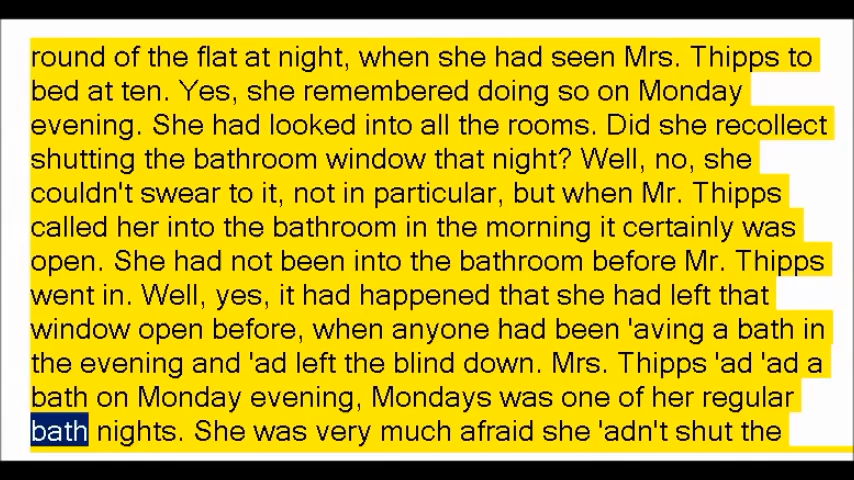 round of the flat at night, when she had seen Mrs. Thipps to
bed at ten. Yes, she remembered doing so on Monday
evening. She had looked into all the rooms. Did she recollect
shutting the bathroom window that night? Well, no, she
couldn't swear to it, not in particular, but when Mr. Thipps
called her into the bathroom in the morning it certainly was
open. She had not been into the bathroom before Mr. Thipps
went in. Well, yes, it had happened that she had left that
window open before, when anyone had been 'aving a bath in
the evening and 'ad left the blind down. Mrs. Thipps 'ad 'ad a
bath on Monday evening, Mondays was one of her regular
bath nights. She was very much afraid she 'adn't shut the